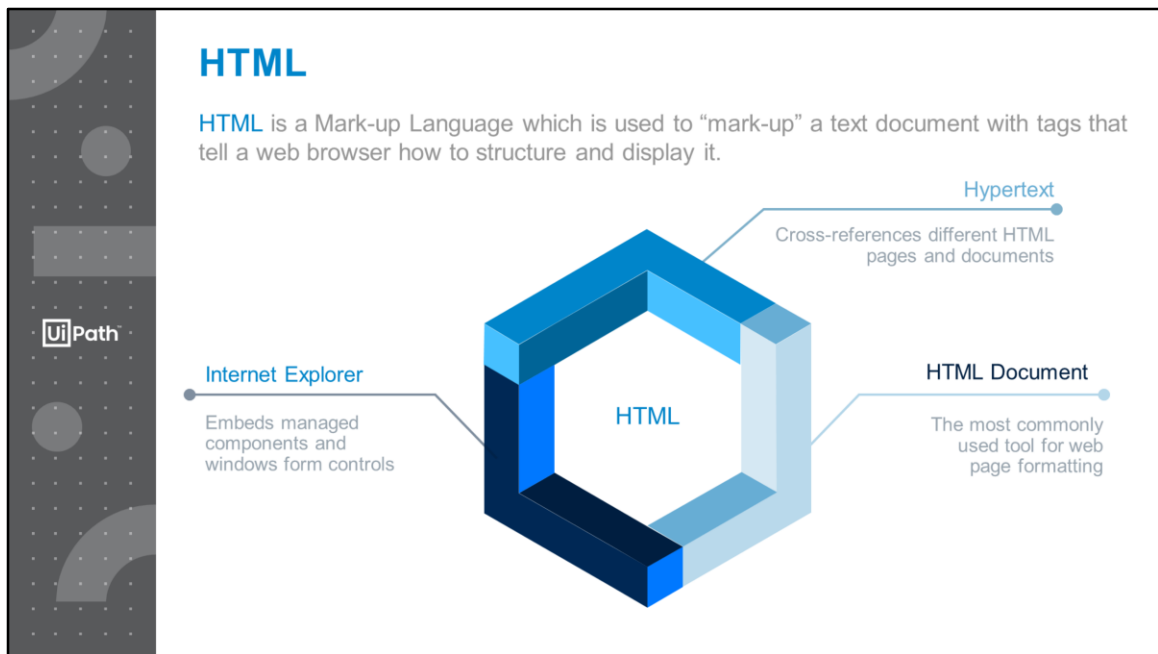 HTML
HTML is a Mark-up Language which is used to “mark-up” a text document with tags that
tell a web browser how to structure and display it.
Hypertext
Cross-references different HTML
pages and documents
UiPath™
Internet Explorer
Embeds managed
components and
windows form controls
HTML
HTML Document
The most commonly
used tool for web
page formatting